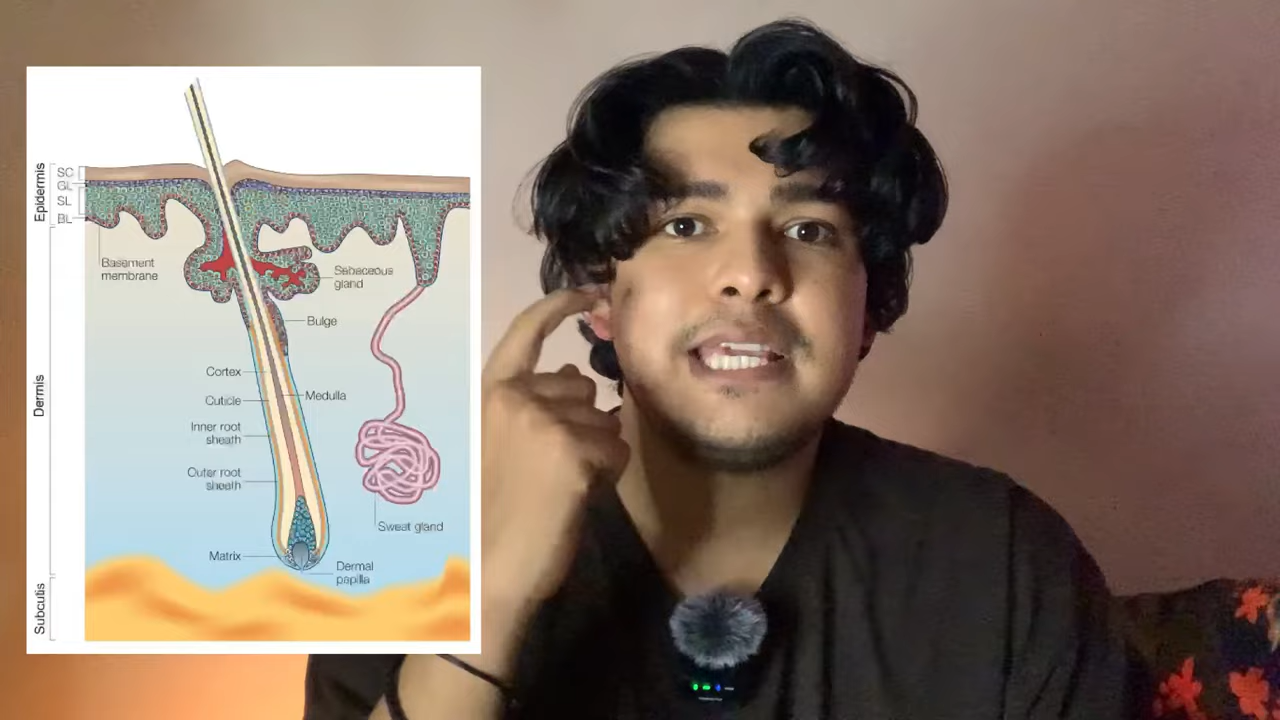 Epidermis
SC
GL
SL
BL
Basement
membrane
Sebaceous
gland
Bulge
Dermis
Cortex
Medulla
Cuticle
Inner root
sheath
Outer root
sheath
Sweat gland
Matrix
Dermal
papilla
Subcutis